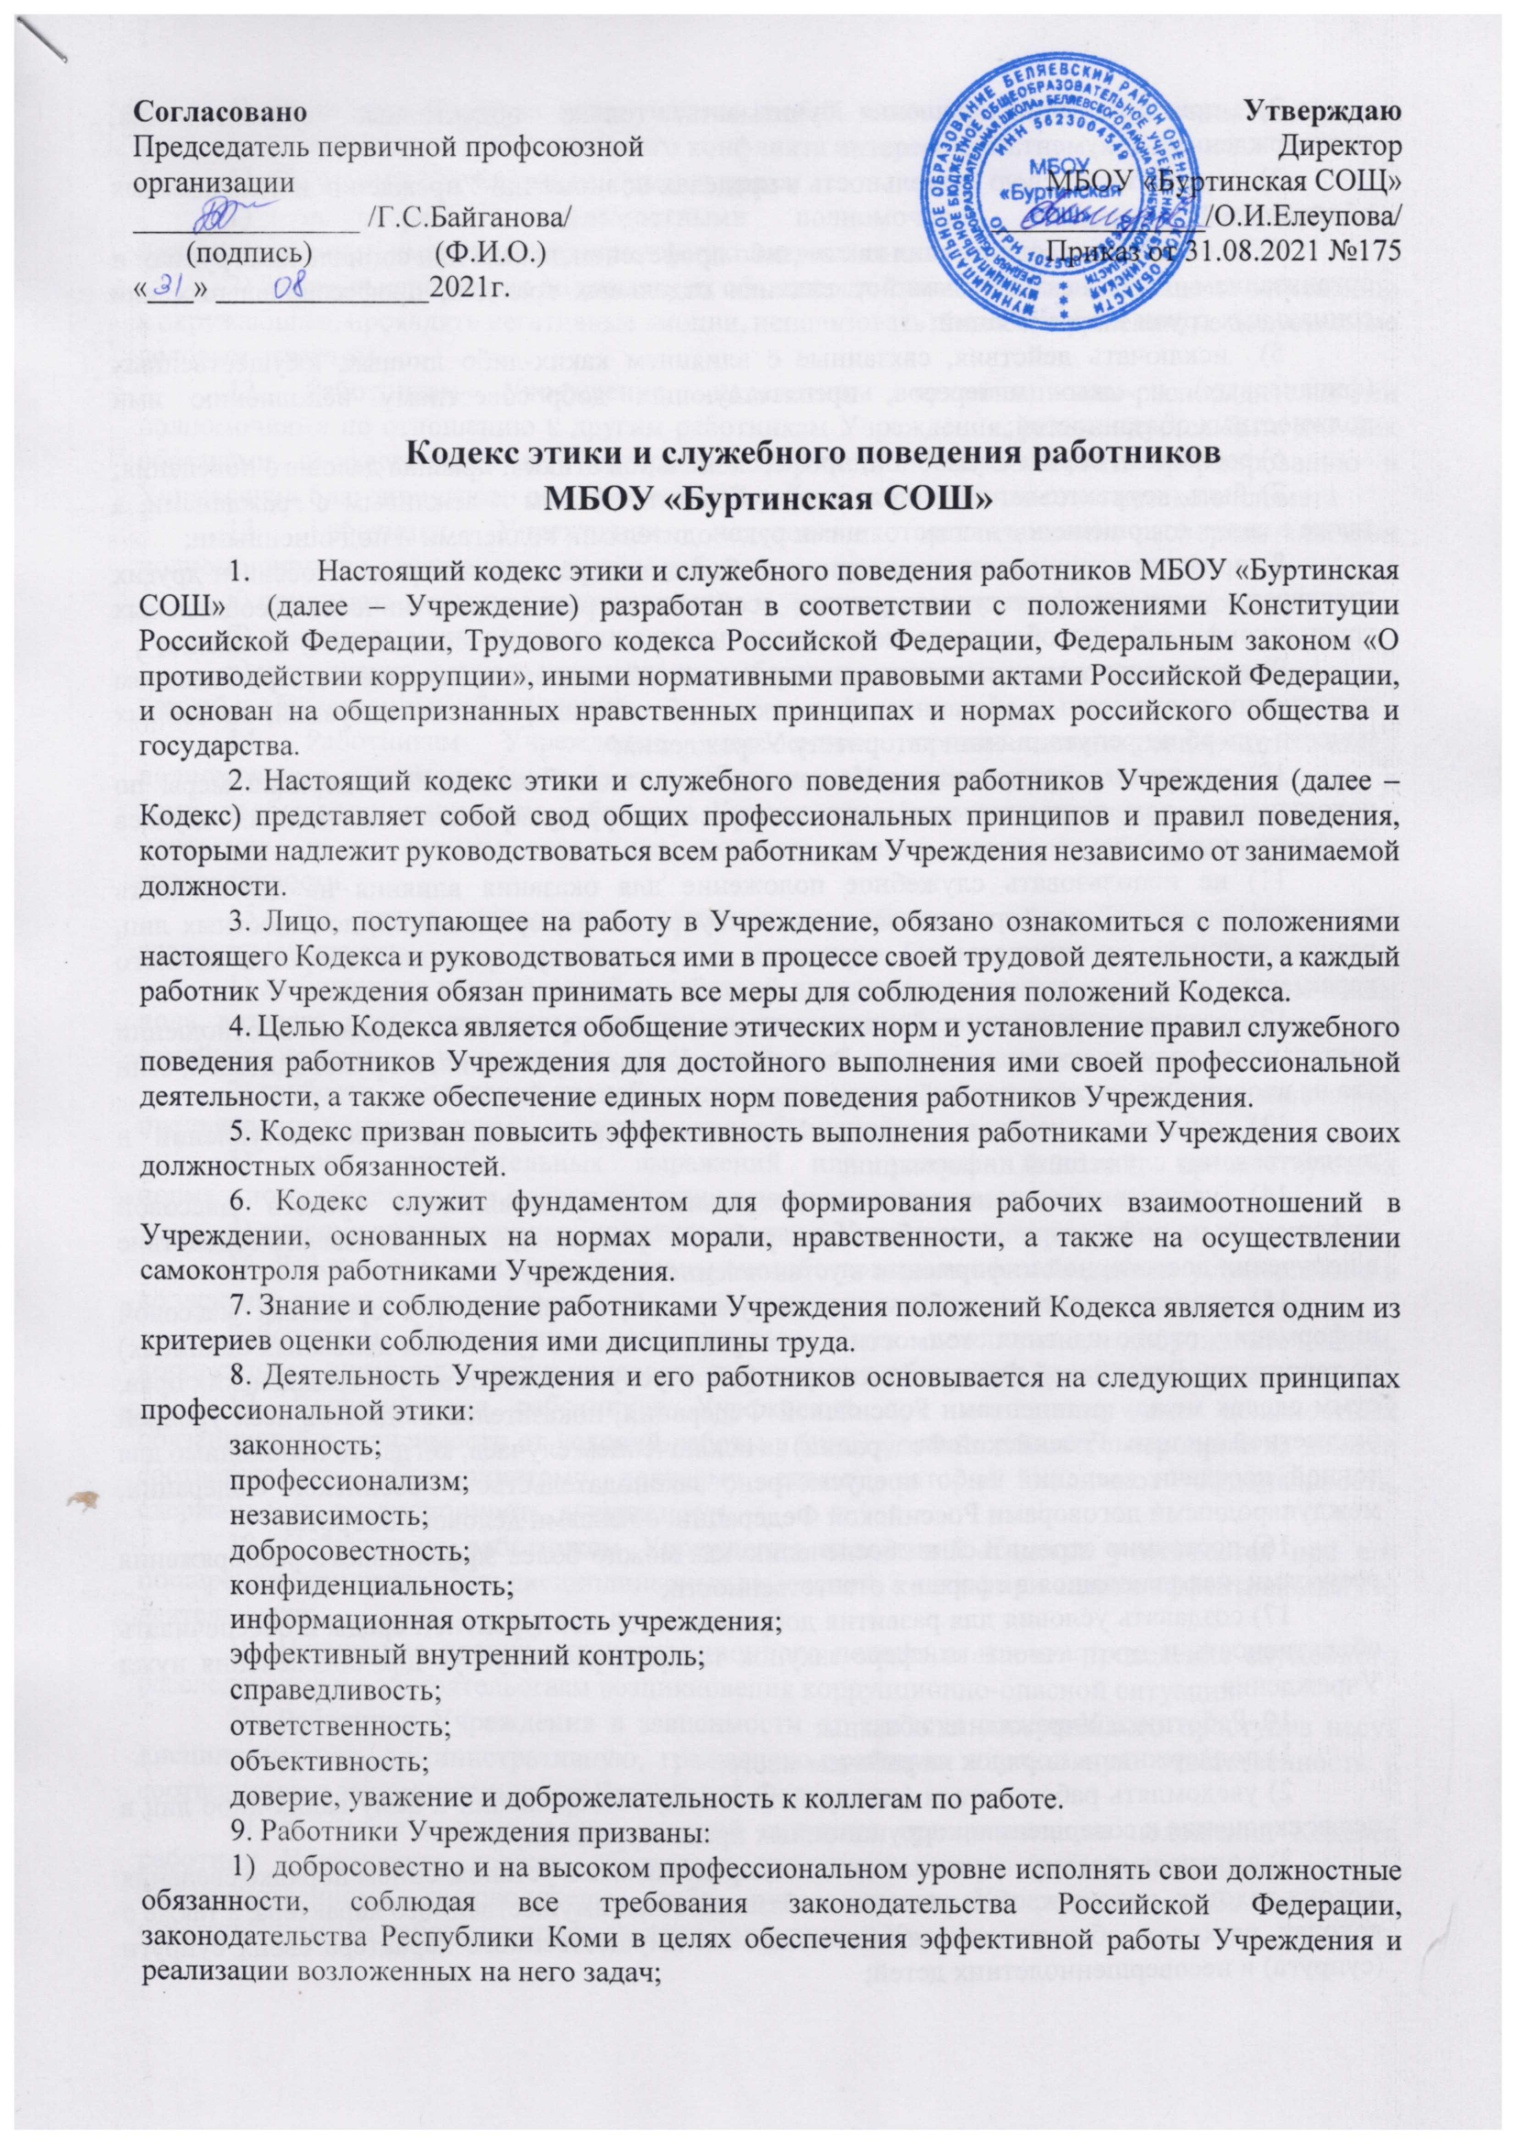 Согласовано
Председатель первичной профсоюзной
организации
_______________ /Г.С.Байганова/
(подпись) (Ф.И.О.)
«31» 08 2021г.
Утверждаю
Директор
МБОУ «Буртинская СОЩ»
/О.И.Елеупова/
Приказ от 31.08.2021 №175
МУНИЦИПАЛЬНОЕ ОБРАЗОВАНИЕ БЕЛЯЕВСКИЙ РАЙОН ОРЕНБУРГСКОЙ ОБЛАСТИ
ИНН 5623004549
МБОУ
«Буртинская
СОШ»
Кодекс этики и служебного поведения работников
МБОУ «Буртинская СОШ»
1. Настоящий кодекс этики и служебного поведения работников МБОУ «Буртинская
СОШ» (далее – Учреждение) разработан в соответствии с положениями Конституции
Российской Федерации, Трудового кодекса Российской Федерации, Федеральным законом «О
противодействии коррупции», иными нормативными правовыми актами Российской Федерации,
и основан на общепризнанных нравственных принципах и нормах российского общества и
государства.
2. Настоящий кодекс этики и служебного поведения работников Учреждения (далее –
Кодекс) представляет собой свод общих профессиональных принципов и правил поведения,
которыми надлежит руководствоваться всем работникам Учреждения независимо от занимаемой
должности.
3. Лицо, поступающее на работу в Учреждение, обязано ознакомиться с положениями
настоящего Кодекса и руководствоваться ими в процессе своей трудовой деятельности, а каждый
работник Учреждения обязан принимать все меры для соблюдения положений Кодекса.
4. Целью Кодекса является обобщение этических норм и установление правил служебного
поведения работников Учреждения для достойного выполнения ими своей профессиональной
деятельности, а также обеспечение единых норм поведения работников Учреждения.
5. Кодекс призван повысить эффективность выполнения работниками Учреждения своих
должностных обязанностей.
6. Кодекс служит фундаментом для формирования рабочих взаимоотношений в
Учреждении, основанных на нормах морали, нравственности, а также на осуществлении
самоконтроля работниками Учреждения.
7. Знание и соблюдение работниками Учреждения положений Кодекса является одним из
критериев оценки соблюдения ими дисциплины труда.
8. Деятельность Учреждения и его работников основывается на следующих принципах
профессиональной этики:
законность;
профессионализм;
независимость;
добросовестность;
конфиденциальность;
информационная открытость учреждения;
эффективный внутренний контроль;
справедливость;
ответственность;
объективность;
доверие, уважение и доброжелательность к коллегам по работе.
9. Работники Учреждения призваны:
1) добросовестно и на высоком профессиональном уровне исполнять свои должностные
обязанности, соблюдая все требования законодательства Российской Федерации,
законодательства Республики Коми в целях обеспечения эффективной работы Учреждения и
реализации возложенных на него задач;